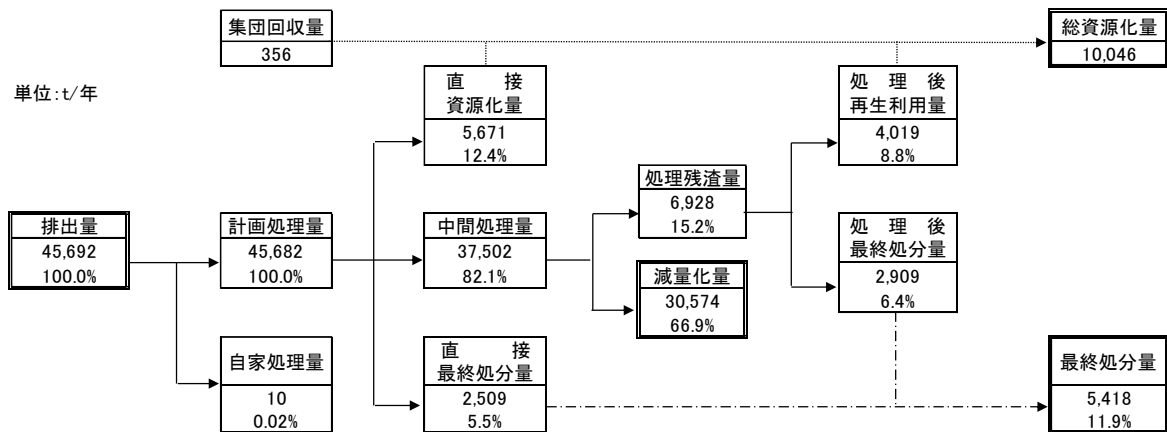 集団回収量
356
総資源化量
10,046
単位:t/年
直　接
資源化量
5,671
12.4%
処　理　後
再生利用量
4,019
8.8%
処理残渣量
6,928
15.2%
排出量
45,692
100.0%
計画処理量
45,682
100.0%
中間処理量
37,502
82.1%
処　理　後
最終処分量
2,909
6.4%
減量化量
30,574
66.9%
自家処理量
10
0.02%
直　接
最終処分量
2,509
5.5%
最終処分量
5,418
11.9%